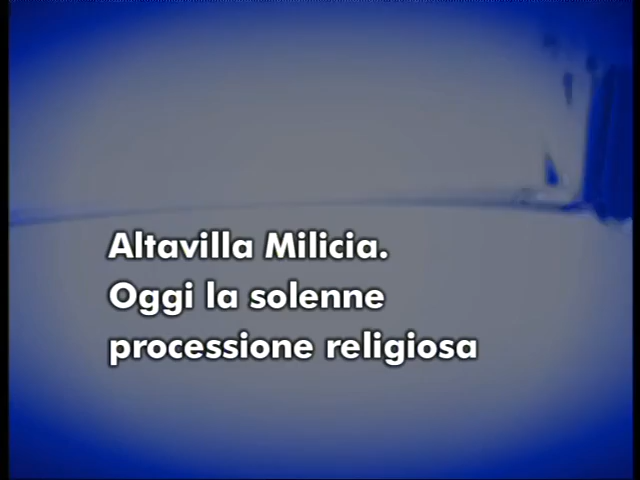 Altavilla Milicia.
Oggi la solenne
processione religiosa